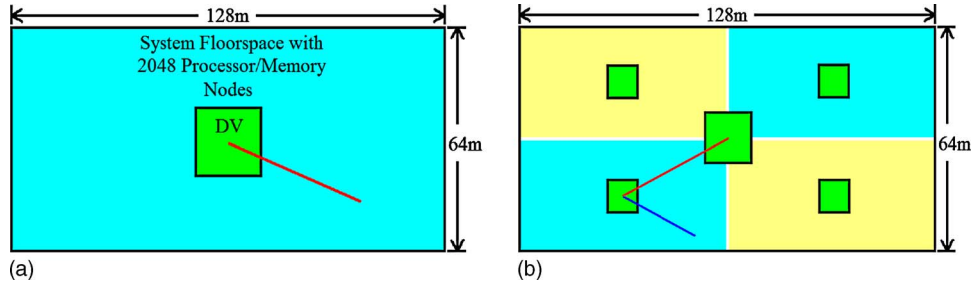 128m
System Floorspace with
2048 Processor/Memory
Nodes
DV
64m
(a)
128m
64m
(b)